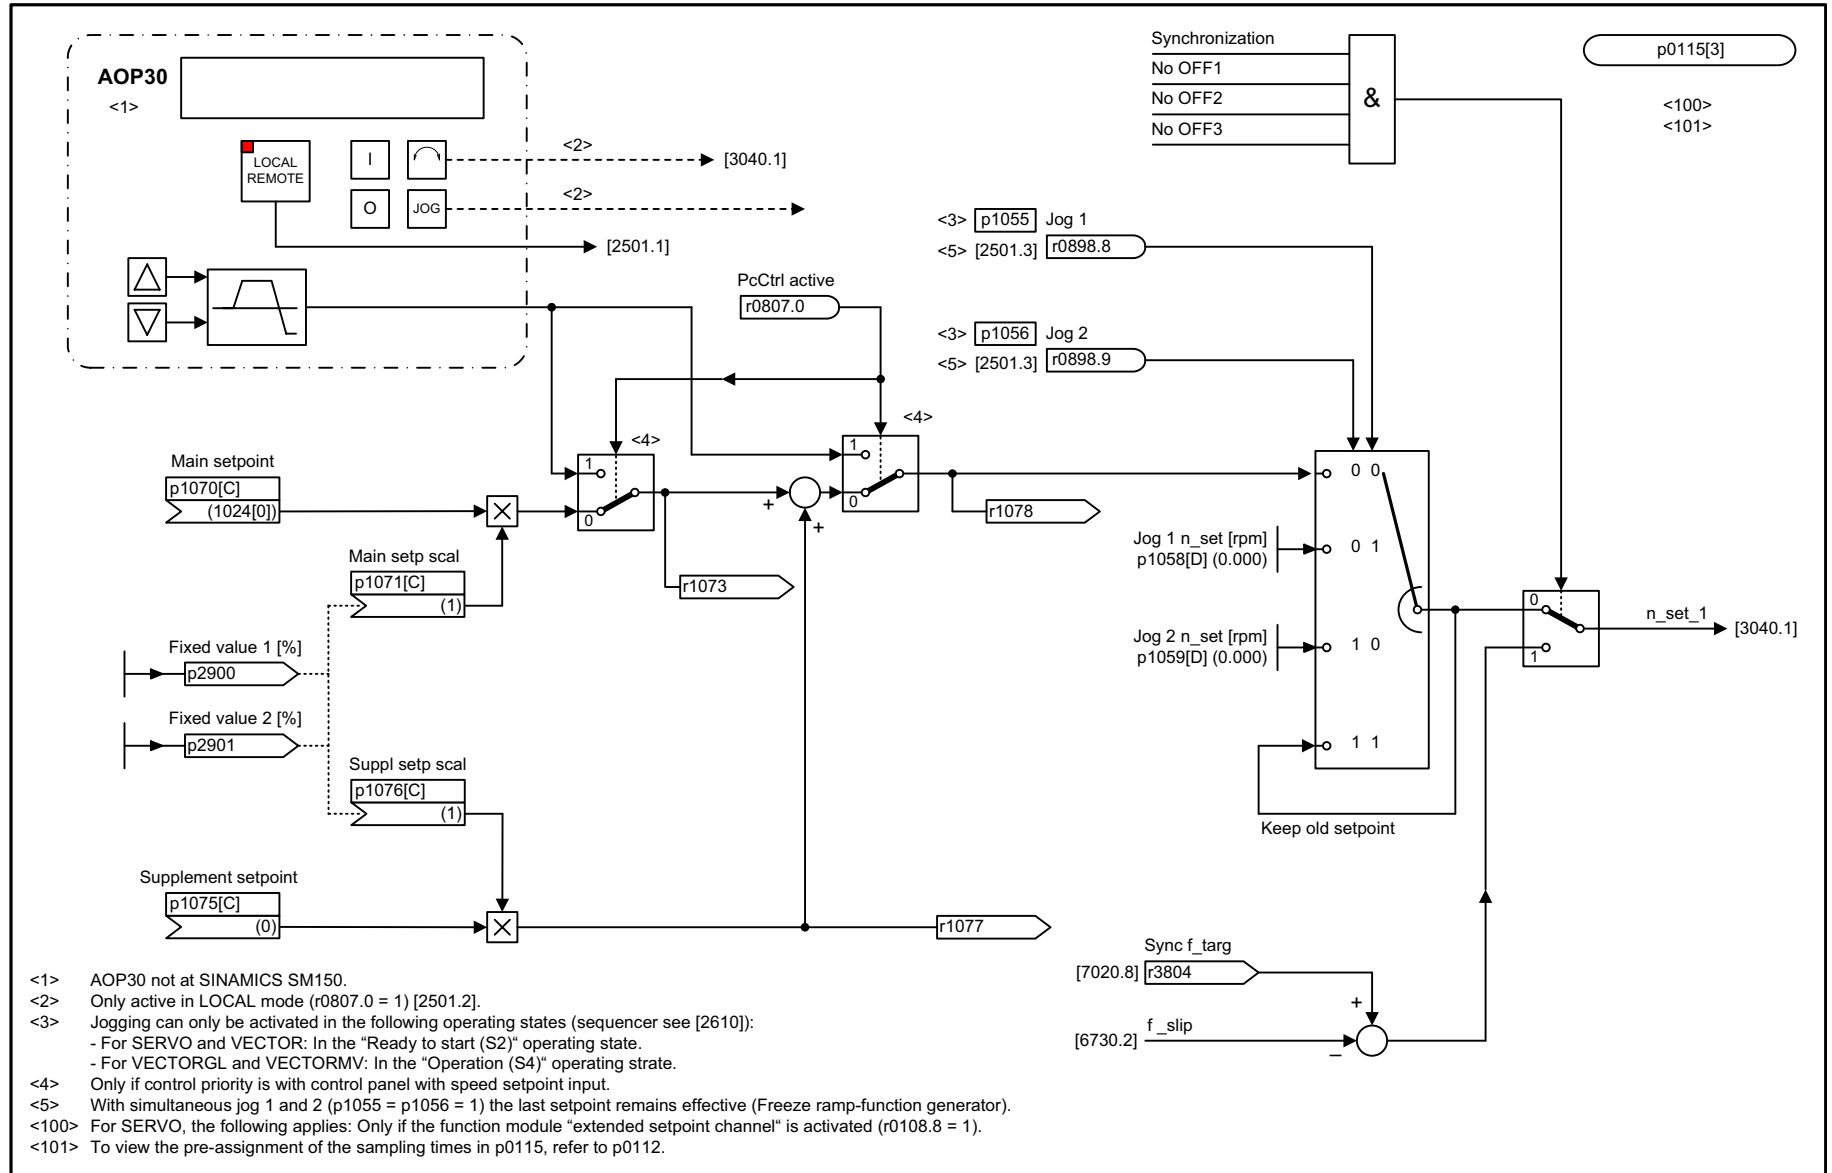 AOP30
<1>
LOCAL
REMOTE
I
O
JOG
<2>
[3040.1]
<2>
[2501.1]
Synchronization
No OFF1
No OFF2
No OFF3
&
p0115[3]
<100>
<101>
<3> p1055 Jog 1
<5> [2501.3] r0898.8
PcCtrl active
r0807.0
<3> p1056 Jog 2
<5> [2501.3] r0898.9
<4>
<4>
Main setpoint
p1070[C]
(1024[0])
1
0
+
+
1
0
r1078
r1073
Main setp scal
p1071[C]
(1)
Fixed value 1 [%]
p2900
Fixed value 2 [%]
p2901
Suppl setp scal
p1076[C]
(1)
Supplement setpoint
p1075[C]
(0)
r1077
0 0
Jog 1 n_set [rpm]
p1058[D] (0.000)
0 1
Jog 2 n_set [rpm]
p1059[D] (0.000)
1 0
1 1
Keep old setpoint
0
1
n_set_1
[3040.1]
Sync f_targ
[7020.8] r3804
+
f _slip
[6730.2]
–
<1> AOP30 not at SINAMICS SM150.
<2> Only active in LOCAL mode (r0807.0 = 1) [2501.2].
<3> Jogging can only be activated in the following operating states (sequencer see [2610]):
- For SERVO and VECTOR: In the “Ready to start (S2)“ operating state.
- For VECTORGL and VECTORMV: In the “Operation (S4)“ operating strate.
<4> Only if control priority is with control panel with speed setpoint input.
<5> With simultaneous jog 1 and 2 (p1055 = p1056 = 1) the last setpoint remains effective (Freeze ramp-function generator).
<100> For SERVO, the following applies: Only if the function module “extended setpoint channel“ is activated (r0108.8 = 1).
<101> To view the pre-assignment of the sampling times in p0115, refer to p0112.